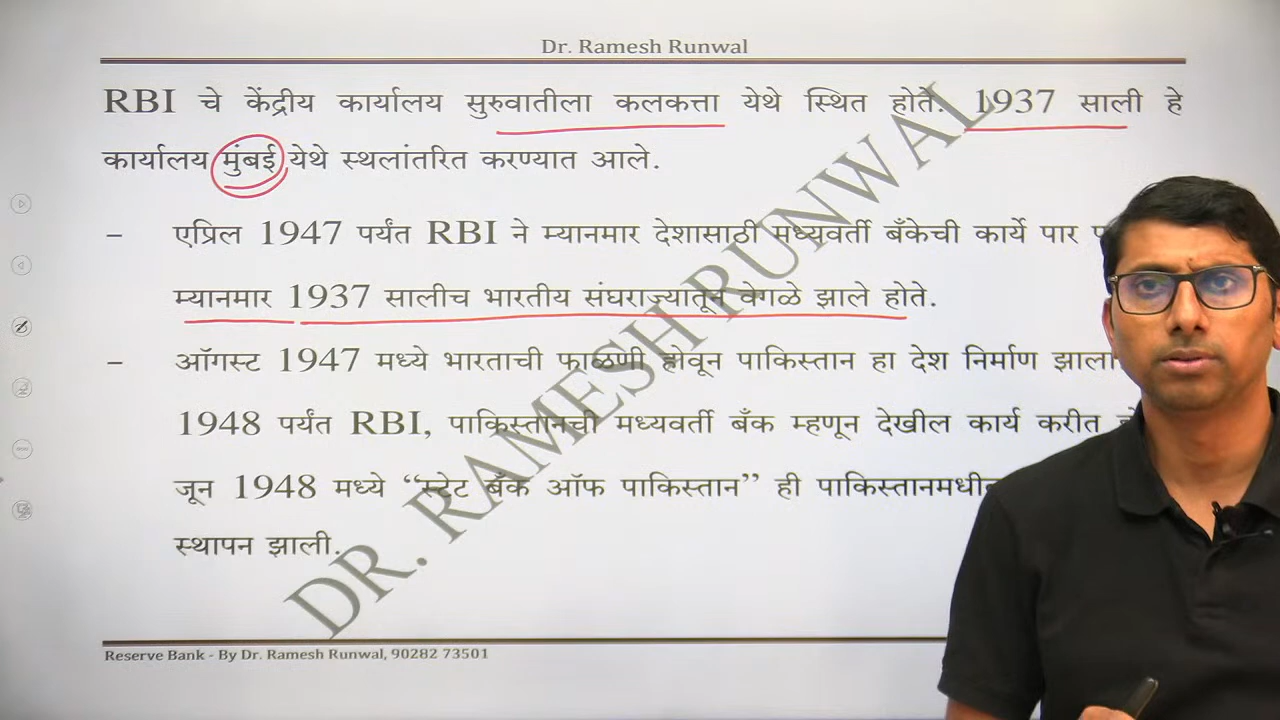 Dr. Ramesh Runwal
RBI चे केंद्रीय कार्यालय सुरुवातीला कलकत्ता येथे स्थित होते. 1937 साली हे
कार्यालय मुंबई येथे स्थलांतरित करण्यात आले.
– एप्रिल 1947 पर्यंत RBI ने म्यानमार देशासाठी मध्यवर्ती बँकेची कार्ये पार
म्यानमार 1937 सालीच भारतीय संघराज्यातून वेगळे झाले होते.
– ऑगस्ट 1947 मध्ये भारताची फाळणी होवून पाकिस्तान हा देश निर्माण झाला
1948 पर्यंत RBI, पाकिस्तानची मध्यवर्ती बँक म्हणून देखील कार्य करीत
जून 1948 मध्ये “स्टेट बँक ऑफ पाकिस्तान” ही
स्थापन झाली.
DR. RAMESH RUNWAL
Reserve Bank - By Dr. Ramesh Runwal, 90282 73501